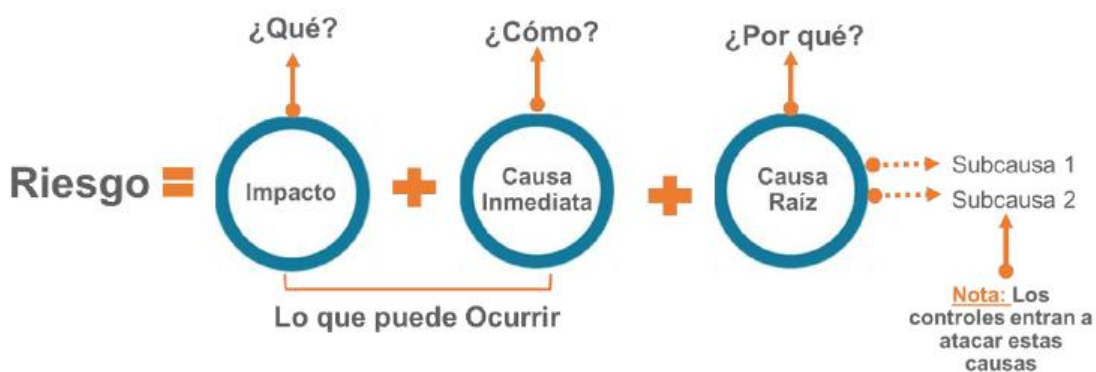 ¿Qué?
¿Cómo?
¿Por qué?
Riesgo =
Impacto
+
Causa
Inmediata
+
Causa
Raíz
Subcausa 1
Subcausa 2
Lo que puede Ocurrir
Nota: Los
controles entran a
atacar estas
causas